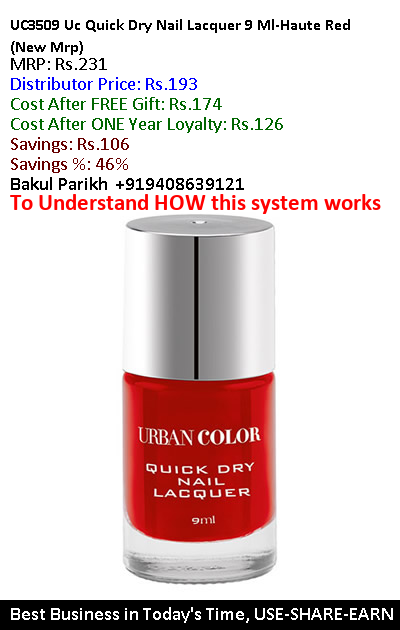 UC3509 Uc Quick Dry Nail Lacquer 9 Ml-Haute Red
(New Mrp)
MRP: Rs.231
Distributor Price: Rs.193
Cost After FREE Gift: Rs.174
Cost After ONE Year Loyalty: Rs.126
Savings: Rs.106
Savings %: 46%
Bakul Parikh +919408639121
To Understand HOW this system works
URBAN COLOR
QUICK DRY
NAIL
LACQUER
9ml
Best Business in Today's Time, USE-SHARE-EARN